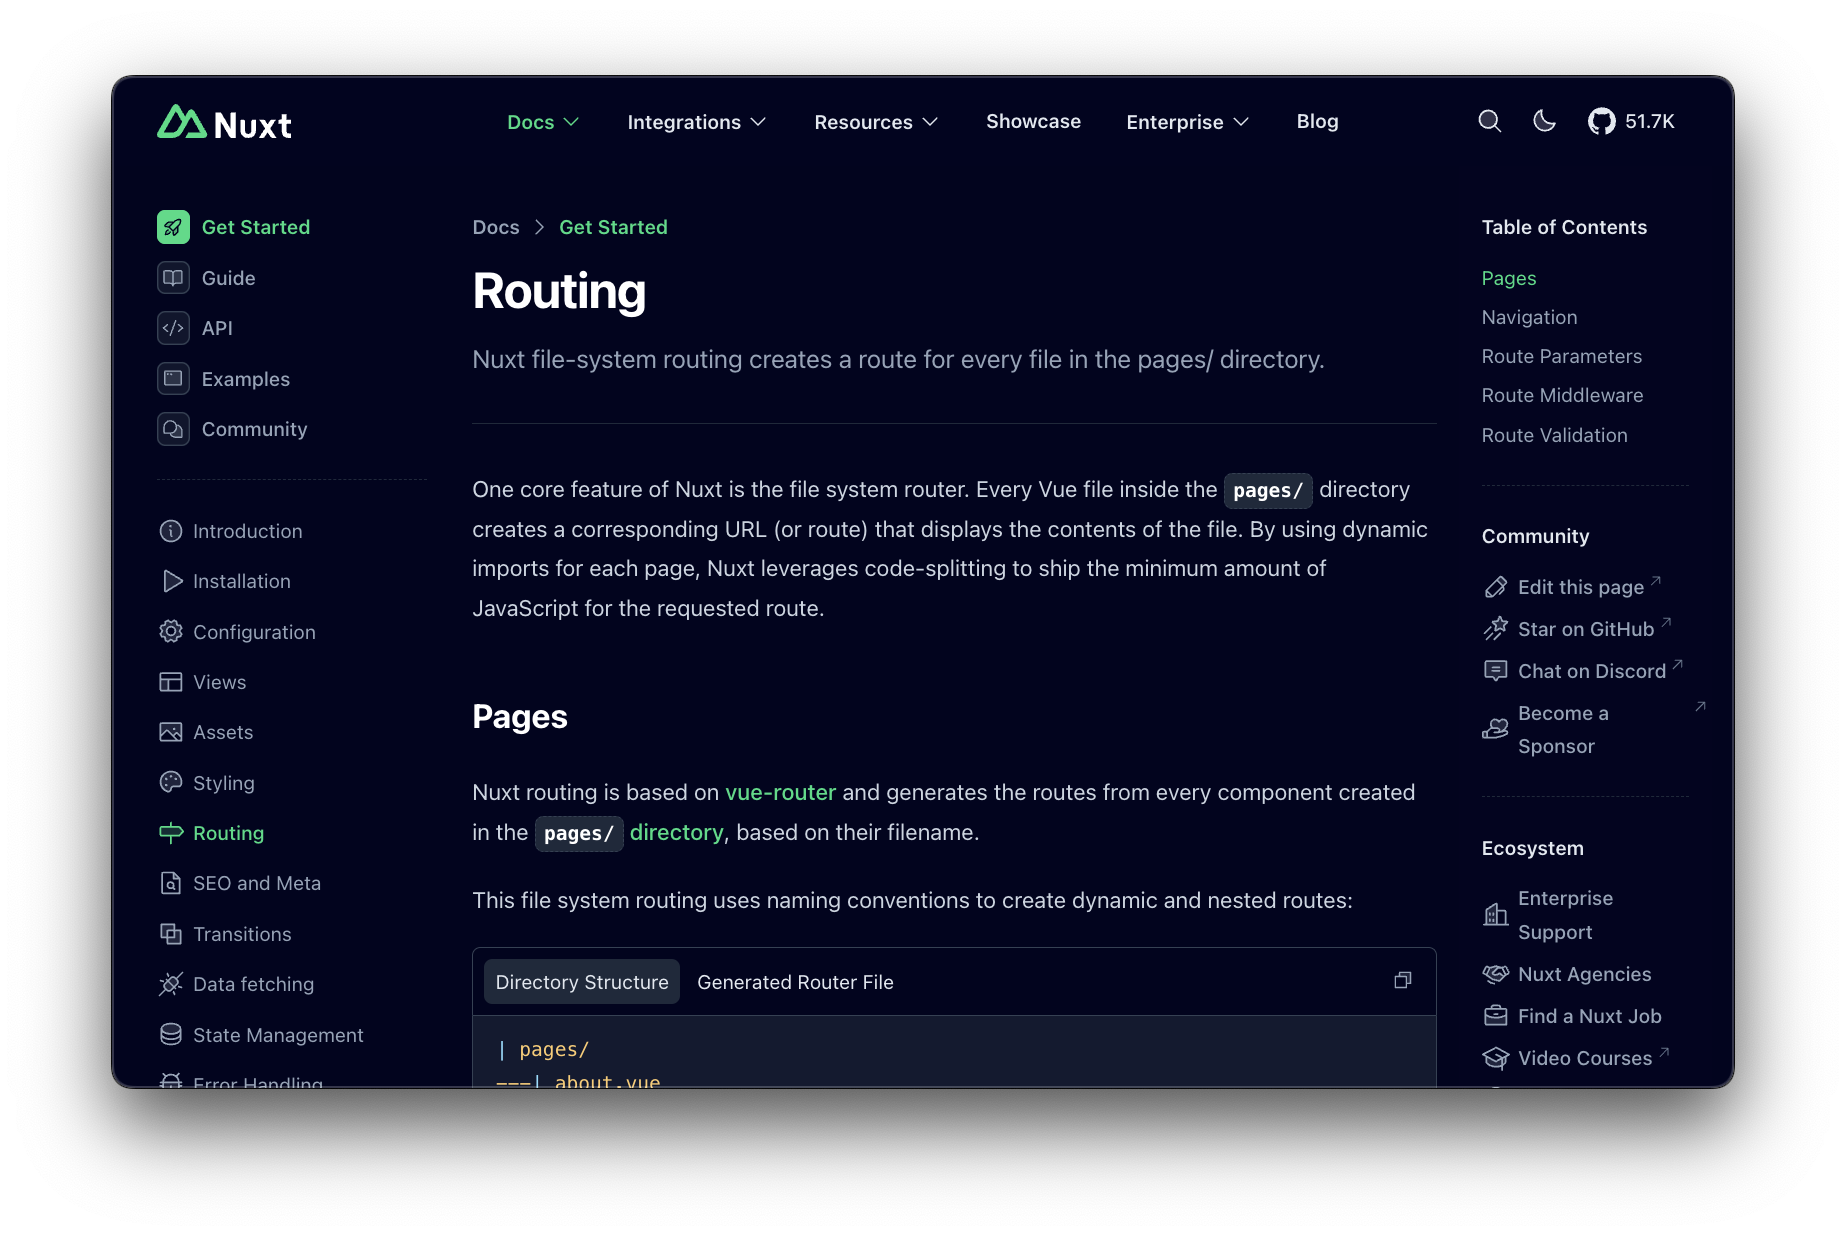 Nuxt
Docs
Integrations
Resources
Showcase
Enterprise
Blog
51.7K
Get Started
Guide
API
Examples
Community
Introduction
Installation
Configuration
Views
Assets
Styling
Routing
SEO and Meta
Transitions
Data fetching
State Management
Error Handling
Docs > Get Started
Routing
Nuxt file-system routing creates a route for every file in the pages/ directory.
One core feature of Nuxt is the file system router. Every Vue file inside the pages/ directory
creates a corresponding URL (or route) that displays the contents of the file. By using dynamic
imports for each page, Nuxt leverages code-splitting to ship the minimum amount of
JavaScript for the requested route.
Pages
Nuxt routing is based on vue-router and generates the routes from every component created
in the pages/ directory, based on their filename.
This file system routing uses naming conventions to create dynamic and nested routes:
Directory Structure
Generated Router File
| pages/
---| about.vue
Table of Contents
Pages
Navigation
Route Parameters
Route Middleware
Route Validation
Community
Edit this page
Star on GitHub
Chat on Discord
Become a
Sponsor
Ecosystem
Enterprise
Support
Nuxt Agencies
Find a Nuxt Job
Video Courses